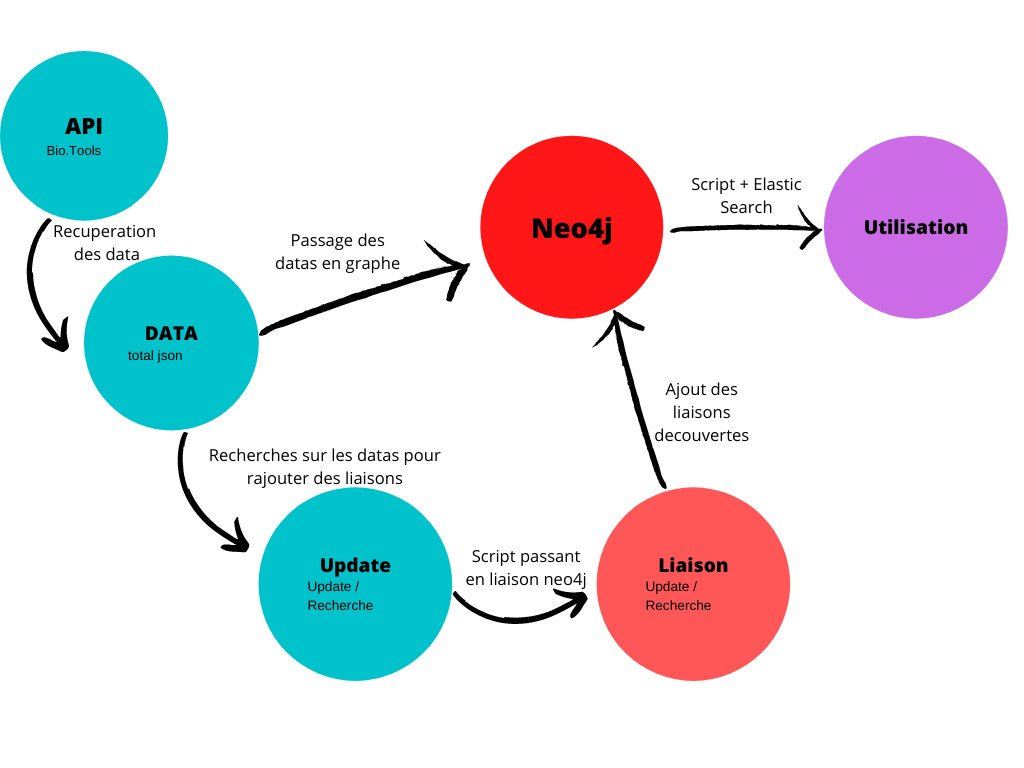 API
Bio.Tools
Recuperation
des data
DATA
total json
Passage des
datas en graphe
Neo4j
Script + Elastic
Search
Utilisation
Recherches sur les datas pour
rajouter des liaisons
Update
Update /
Recherche
Script passant
en liaison neo4j
Liaison
Update /
Recherche
Ajout des
liaisons
decouvertes